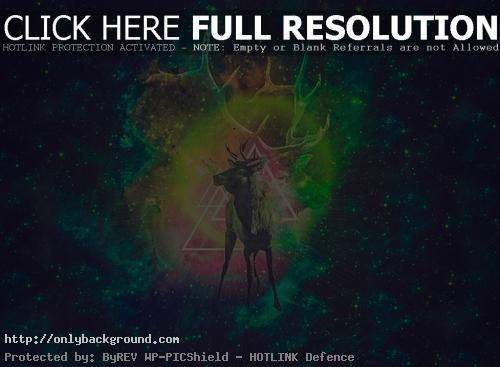 CLICK HERE FULL RESOLUTION
HOTLINK PROTECTION ACTIVATED - NOTE: Empty or Blank Referrals are not Allowed
http://onlybackground.com
Protected by: ByREV WP-PICShield - HOTLINK Defence